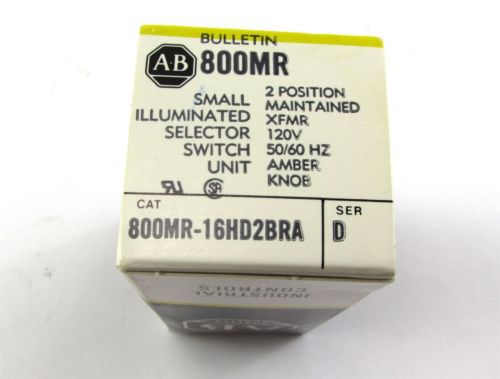 BULLETIN
A-B 800MR
SMALL
ILLUMINATED
SELECTOR
SWITCH
UNIT
2 POSITION
MAINTAINED
XFMR
120V
50/60 HZ
AMBER
KNOB
CAT
800MR-16HD2BRA
SER
D
INDUSTRIAL
CONTROLS
A-B